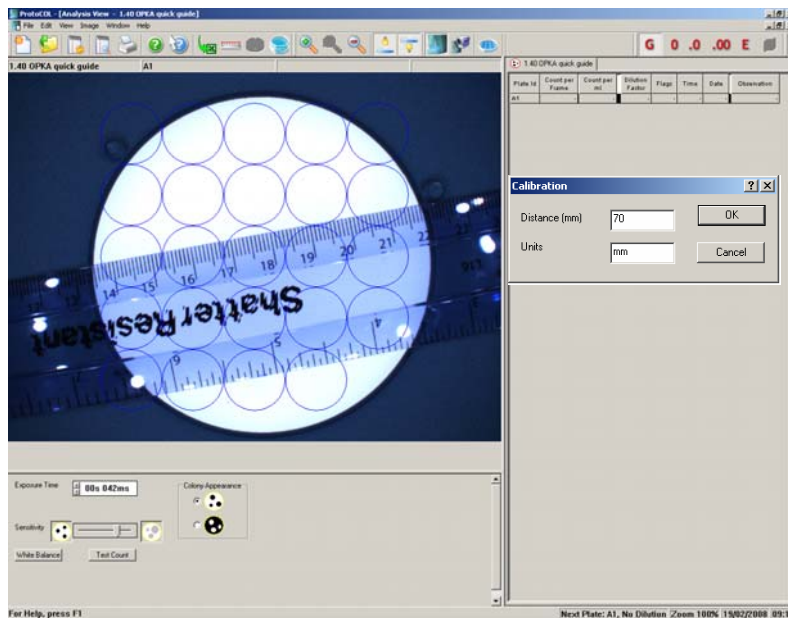 ProtoCOL - [Analysis View - 1.40 OPKA quick guide]
File Edit View Image Window Help
G 0 .0 .00 E
1.40 OPKA quick guide A1
1.40 OPKA quick guide
Plate Id Count per Frame Count per ml Dilution Factor Flags Time Date Observation
A1
Calibration
Distance (mm) 70 OK
Units mm Cancel
14 15 16 17 18 19 20 21 22
Shatter Resistant
6 5
Exposure Time 00s 042ms Colony Appearance
Sensitivity
White Balance Test Count
For Help, press F1 Next Plate: A1, No Dilution Zoom 100% 19/02/2008 09:1